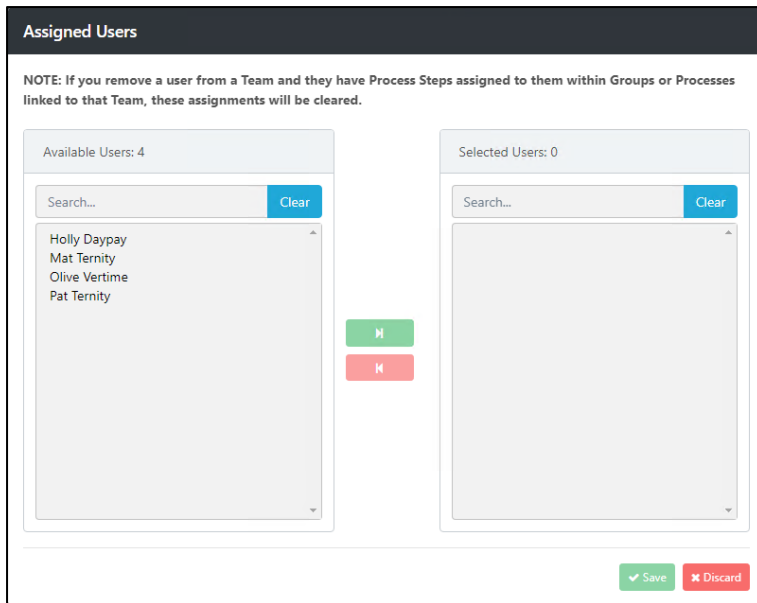 Assigned Users
NOTE: If you remove a user from a Team and they have Process Steps assigned to them within Groups or Processes
linked to that Team, these assignments will be cleared.
Available Users: 4
Search...
Clear
Holly Daypay
Mat Ternity
Olive Vertime
Pat Ternity
Selected Users: 0
Search...
Clear
Save
Discard